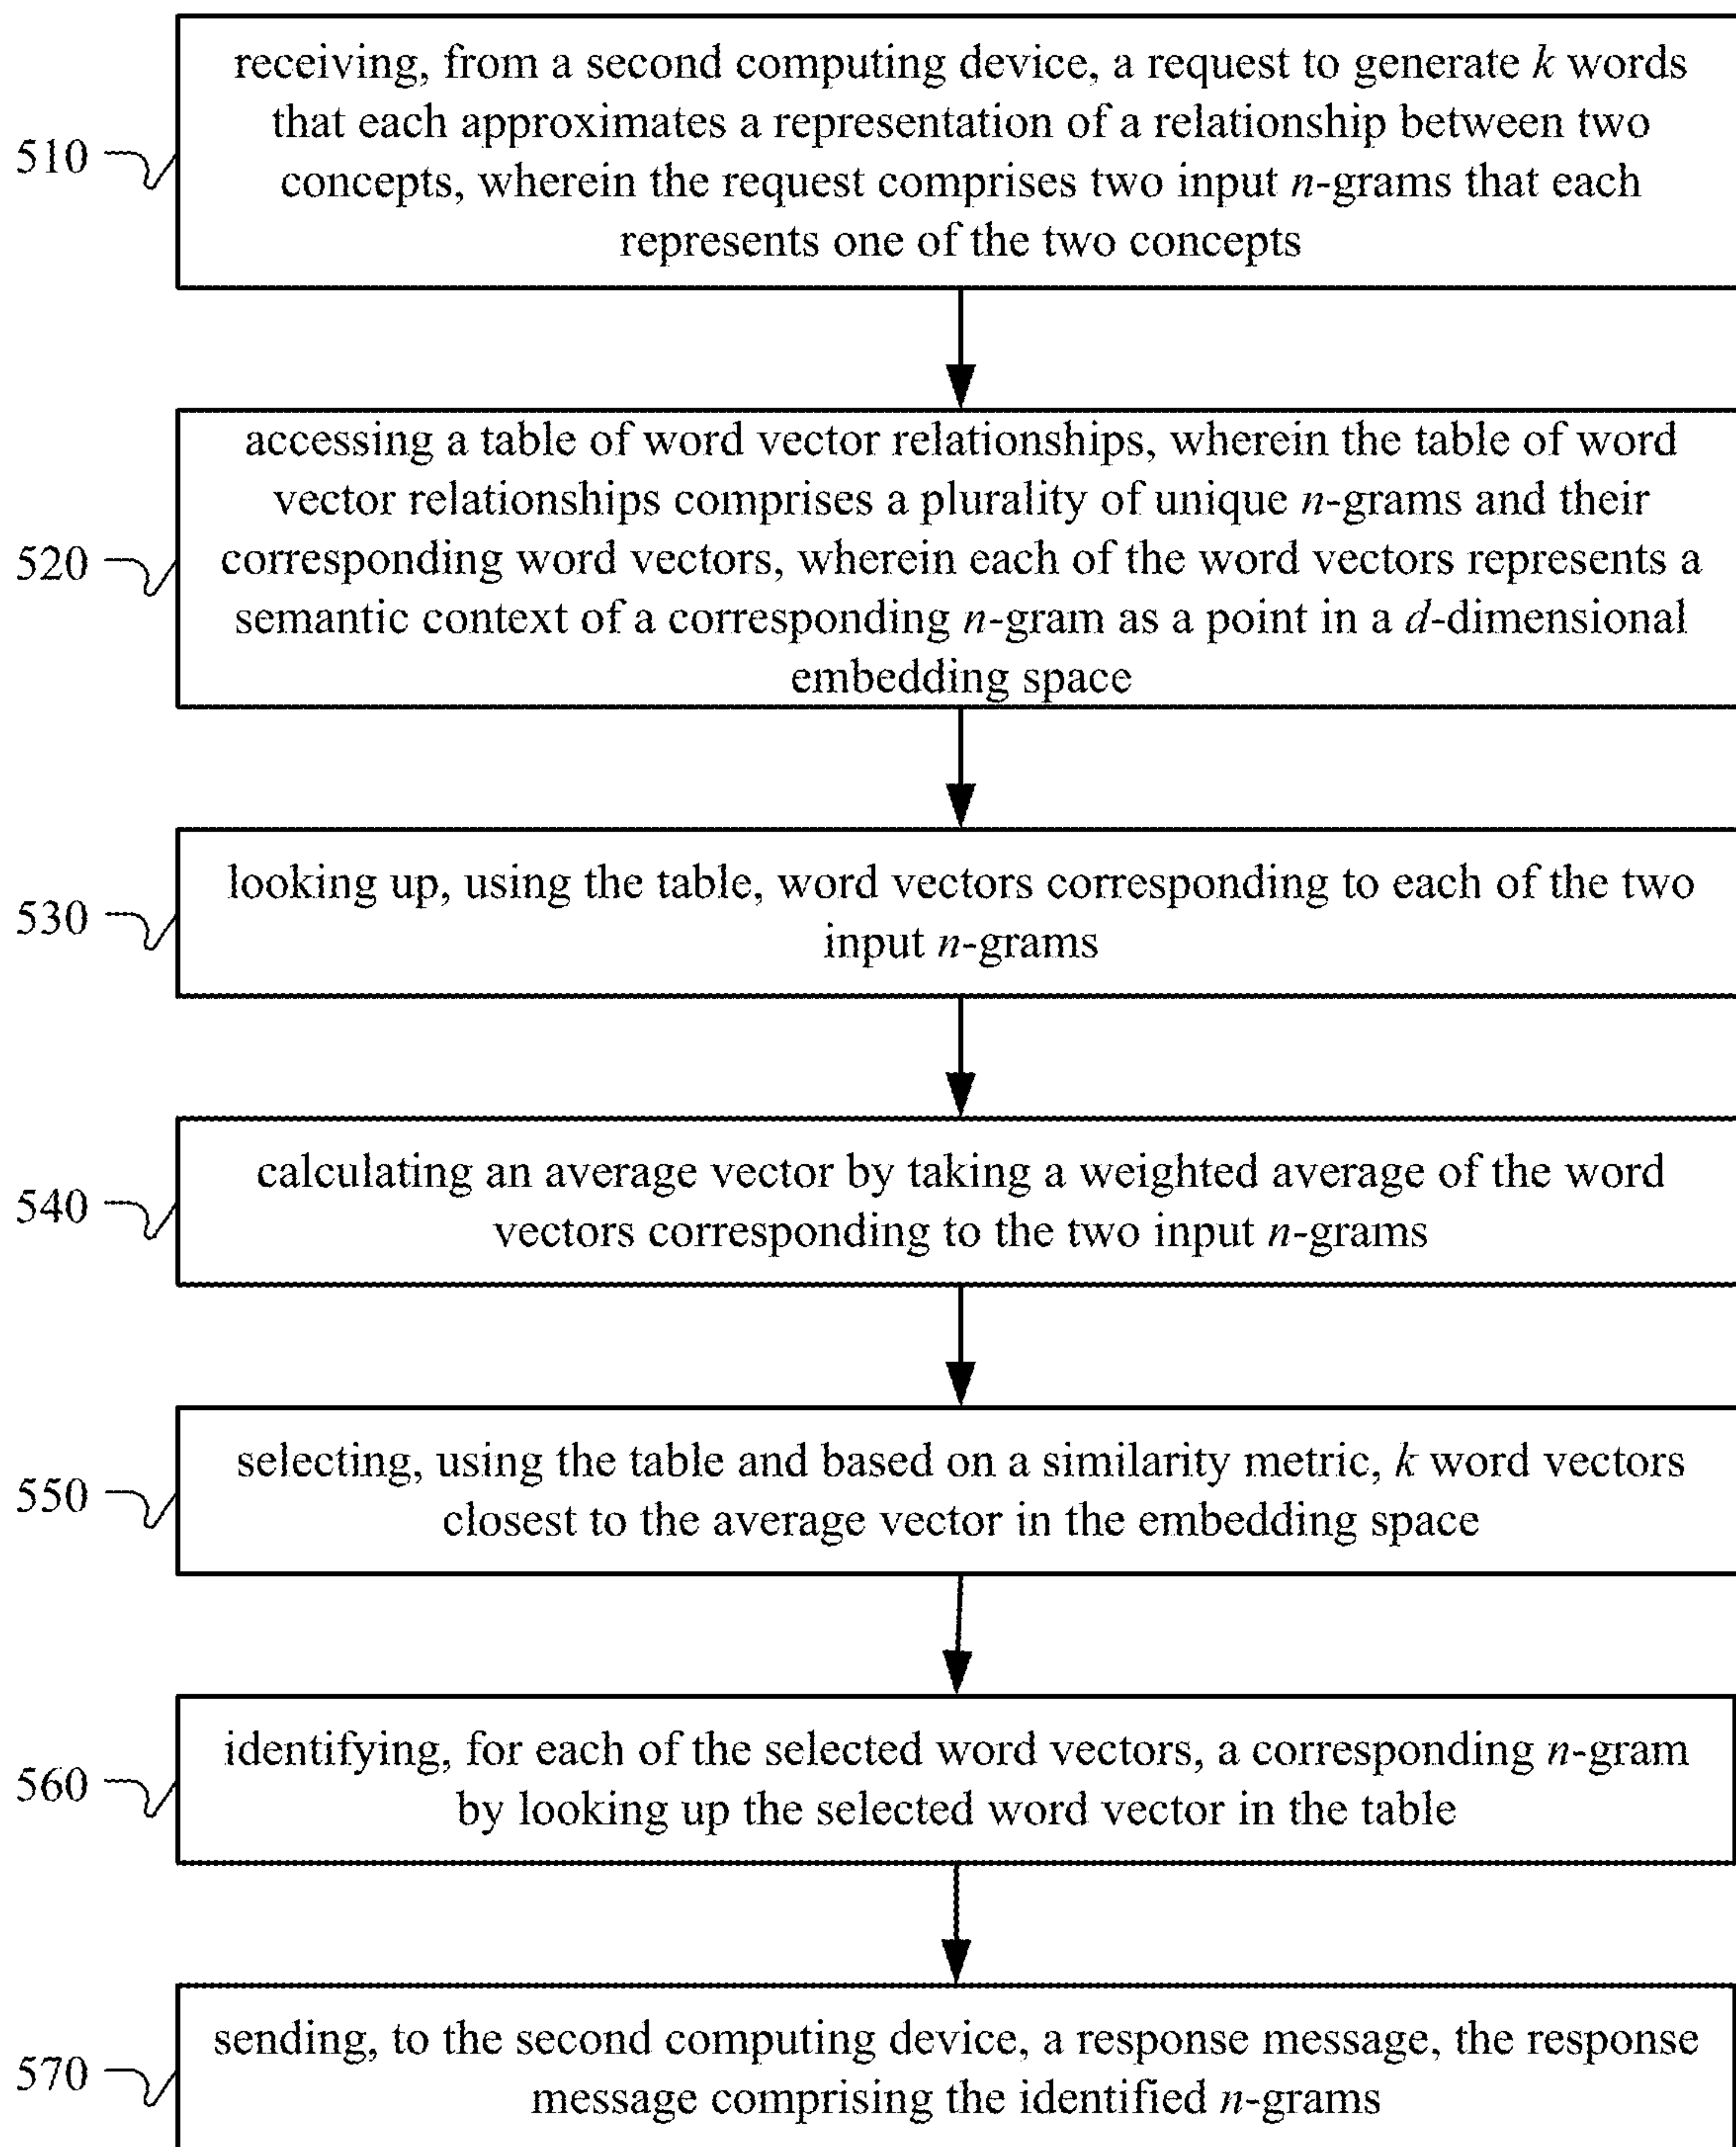 receiving, from a second computing device, a request to generate k words
that each approximates a representation of a relationship between two
510
concepts, wherein the request comprises two input n-grams that each
represents one of the two concepts
accessing a table of word vector relationships, wherein the table of word
vector relationships comprises a plurality of unique n-grams and their
520
corresponding word vectors, wherein each of the word vectors represents a
semantic context of a corresponding n-gram as a point in a d-dimensional
embedding space
looking up, using the table, word vectors corresponding to each of the two
530
input n-grams
calculating an average vector by taking a weighted average of the word
540
vectors corresponding to the two input n-grams
selecting, using the table and based on a similarity metric, k word vectors
550
closest to the average vector in the embedding space
identifying, for each of the selected word vectors, a corresponding n-gram
560
by looking up the selected word vector in the table
sending, to the second computing device, a response message, the response
570
message comprising the identified n-grams